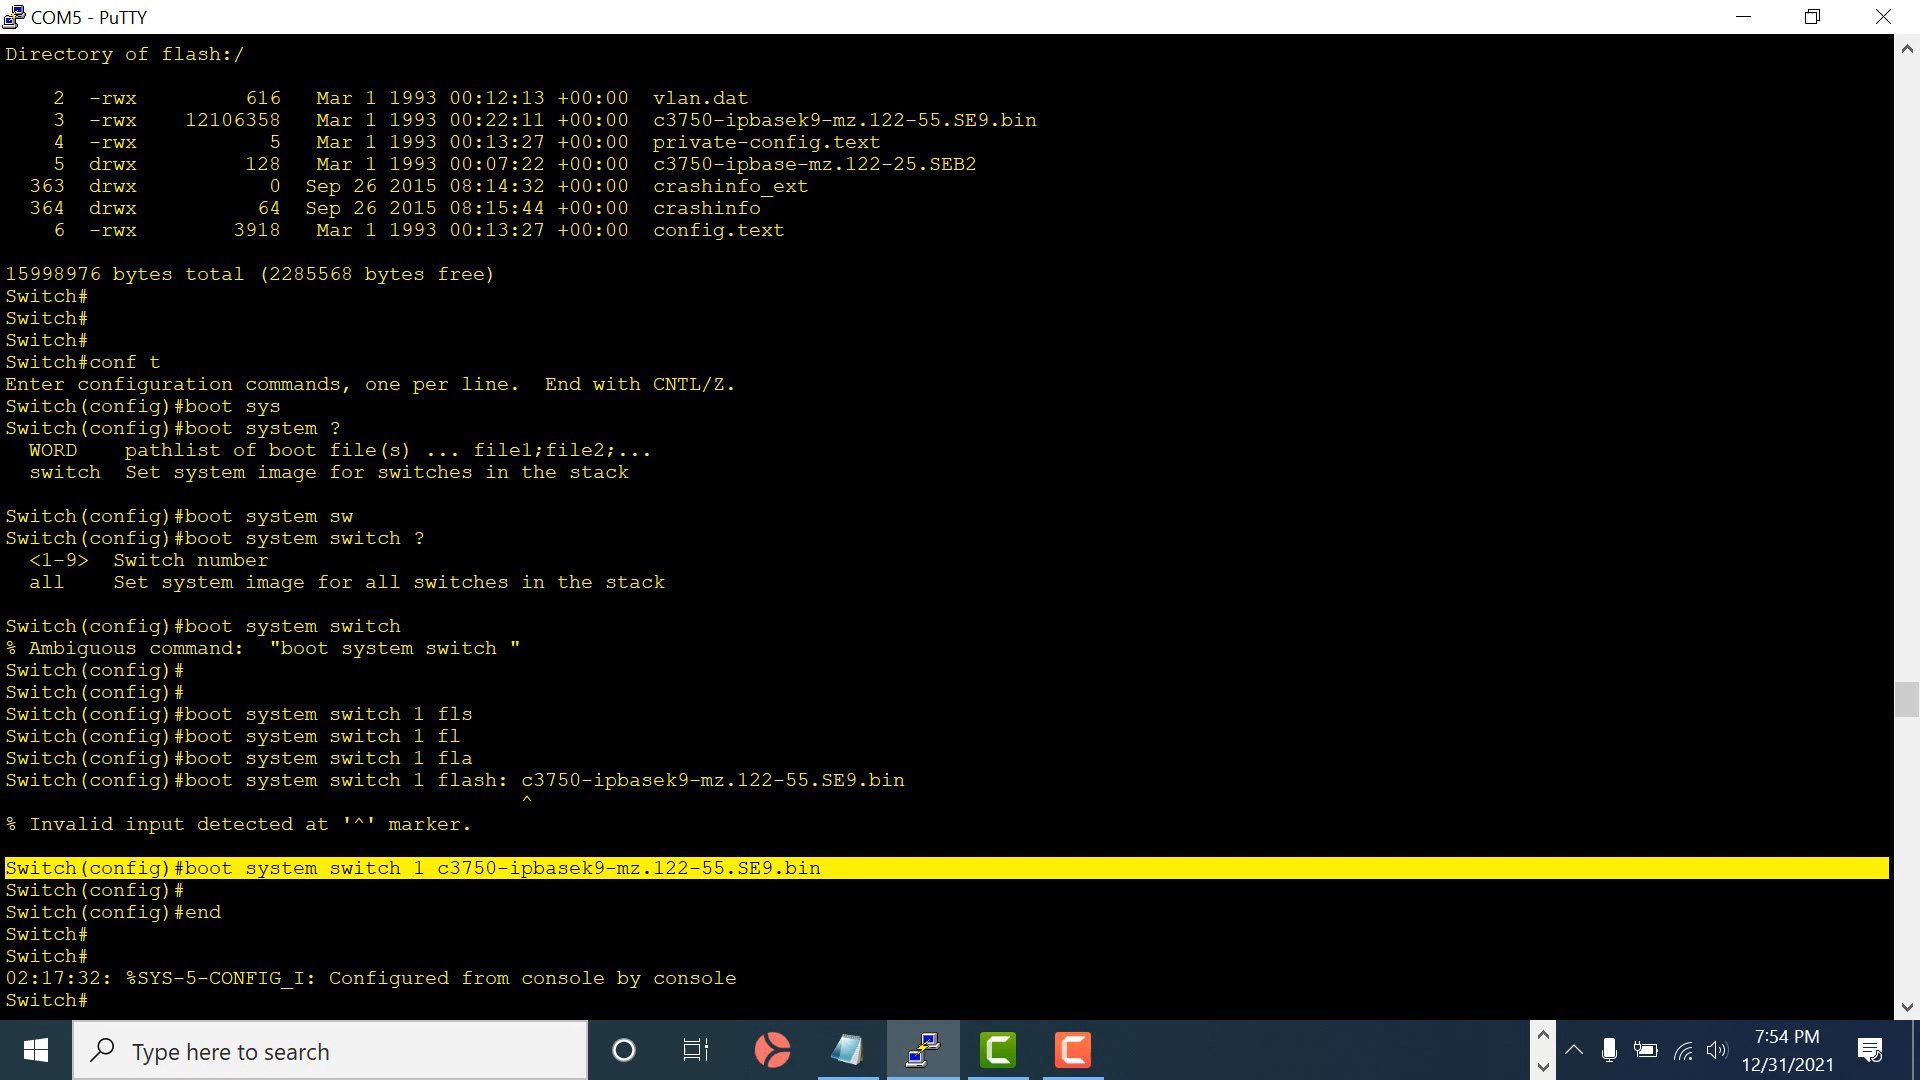 COM5 - PuTTY
Directory of flash:/
2 -rwx 616 Mar 1 1993 00:12:13 +00:00 vlan.dat
3 -rwx 12106358 Mar 1 1993 00:22:11 +00:00 c3750-ipbasek9-mz.122-55.SE9.bin
4 -rwx 5 Mar 1 1993 00:13:27 +00:00 private-config.text
5 drwx 128 Mar 1 1993 00:07:22 +00:00 c3750-ipbase-mz.122-25.SEB2
363 drwx 0 Sep 26 2015 08:14:32 +00:00 crashinfo_ext
364 drwx 64 Sep 26 2015 08:15:44 +00:00 crashinfo
6 -rwx 3918 Mar 1 1993 00:13:27 +00:00 config.text
15998976 bytes total (2285568 bytes free)
Switch#
Switch#
Switch#
Switch#conf t
Enter configuration commands, one per line. End with CNTL/Z.
Switch(config)#boot sys
Switch(config)#boot system ?
WORD pathlist of boot file(s) ... file1;file2;...
switch Set system image for switches in the stack
Switch(config)#boot system sw
Switch(config)#boot system switch ?
<1-9> Switch number
all Set system image for all switches in the stack
Switch(config)#boot system switch
% Ambiguous command: "boot system switch "
Switch(config)#
Switch(config)#
Switch(config)#boot system switch 1 fls
Switch(config)#boot system switch 1 fl
Switch(config)#boot system switch 1 fla
Switch(config)#boot system switch 1 flash: c3750-ipbasek9-mz.122-55.SE9.bin
^
% Invalid input detected at '^' marker.
Switch(config)#boot system switch 1 c3750-ipbasek9-mz.122-55.SE9.bin
Switch(config)#
Switch(config)#end
Switch#
Switch#
02:17:32: %SYS-5-CONFIG_I: Configured from console by console
Switch#
Type here to search
7:54 PM
12/31/2021